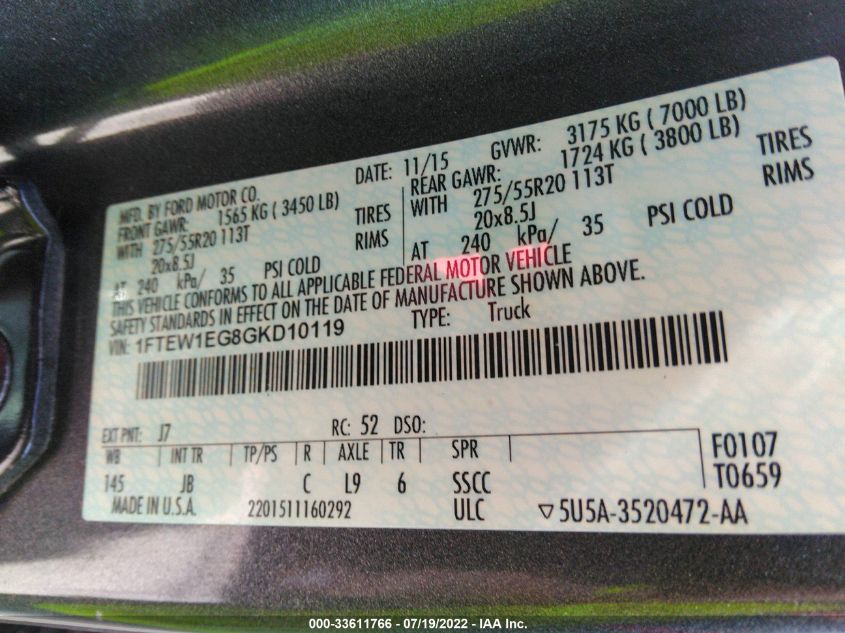 MFD. BY FORD MOTOR CO.
DATE: 11/15 GVWR: 3175 KG ( 7000 LB)
FRONT GAWR: 1565 KG ( 3450 LB)
REAR GAWR: 1724 KG ( 3800 LB)
WITH 275/55R20 113T TIRES
WITH 275/55R20 113T TIRES
20x8.5J RIMS
20x8.5J RIMS
AT 240 kPa/ 35 PSI COLD
AT 240 kPa/ 35 PSI COLD
THIS VEHICLE CONFORMS TO ALL APPLICABLE FEDERAL MOTOR VEHICLE
SAFETY STANDARDS IN EFFECT ON THE DATE OF MANUFACTURE SHOWN ABOVE.
VIN: 1FTEW1EG8GKD10119 TYPE: Truck
EXT PNT: J7 RC: 52 DSO:
WB INT TR TP/PS R AXLE TR SPR F0107
145 JB C L9 6 SSCC T0659
MADE IN U.S.A. 2201511160292 ULC ▽5U5A-3520472-AA
000-33611766 - 07/19/2022 - IAA Inc.